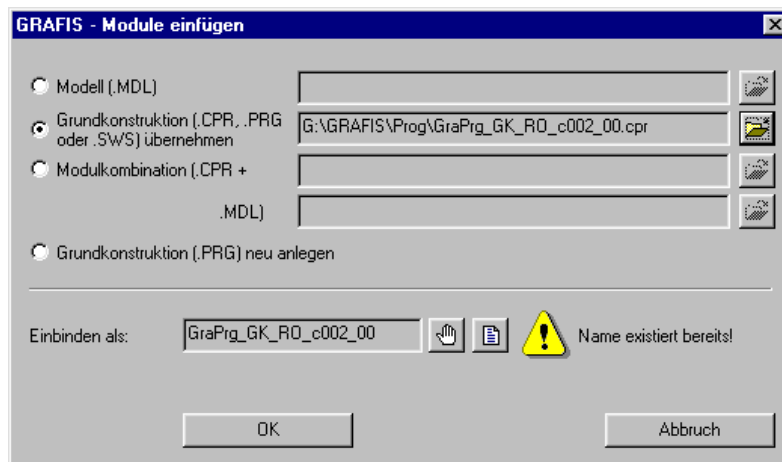 GRAFIS - Module einfügen
Modell (.MDL)
Grundkonstruktion (.CPR, .PRG
oder .SWS) übernehmen
G:\GRAFIS\Prog\GraPrg_GK_RO_c002_00.cpr
Modulkombination (.CPR +
.MDL)
Grundkonstruktion (.PRG) neu anlegen
Einbinden als:
GraPrg_GK_RO_c002_00
Name existiert bereits!
OK
Abbruch